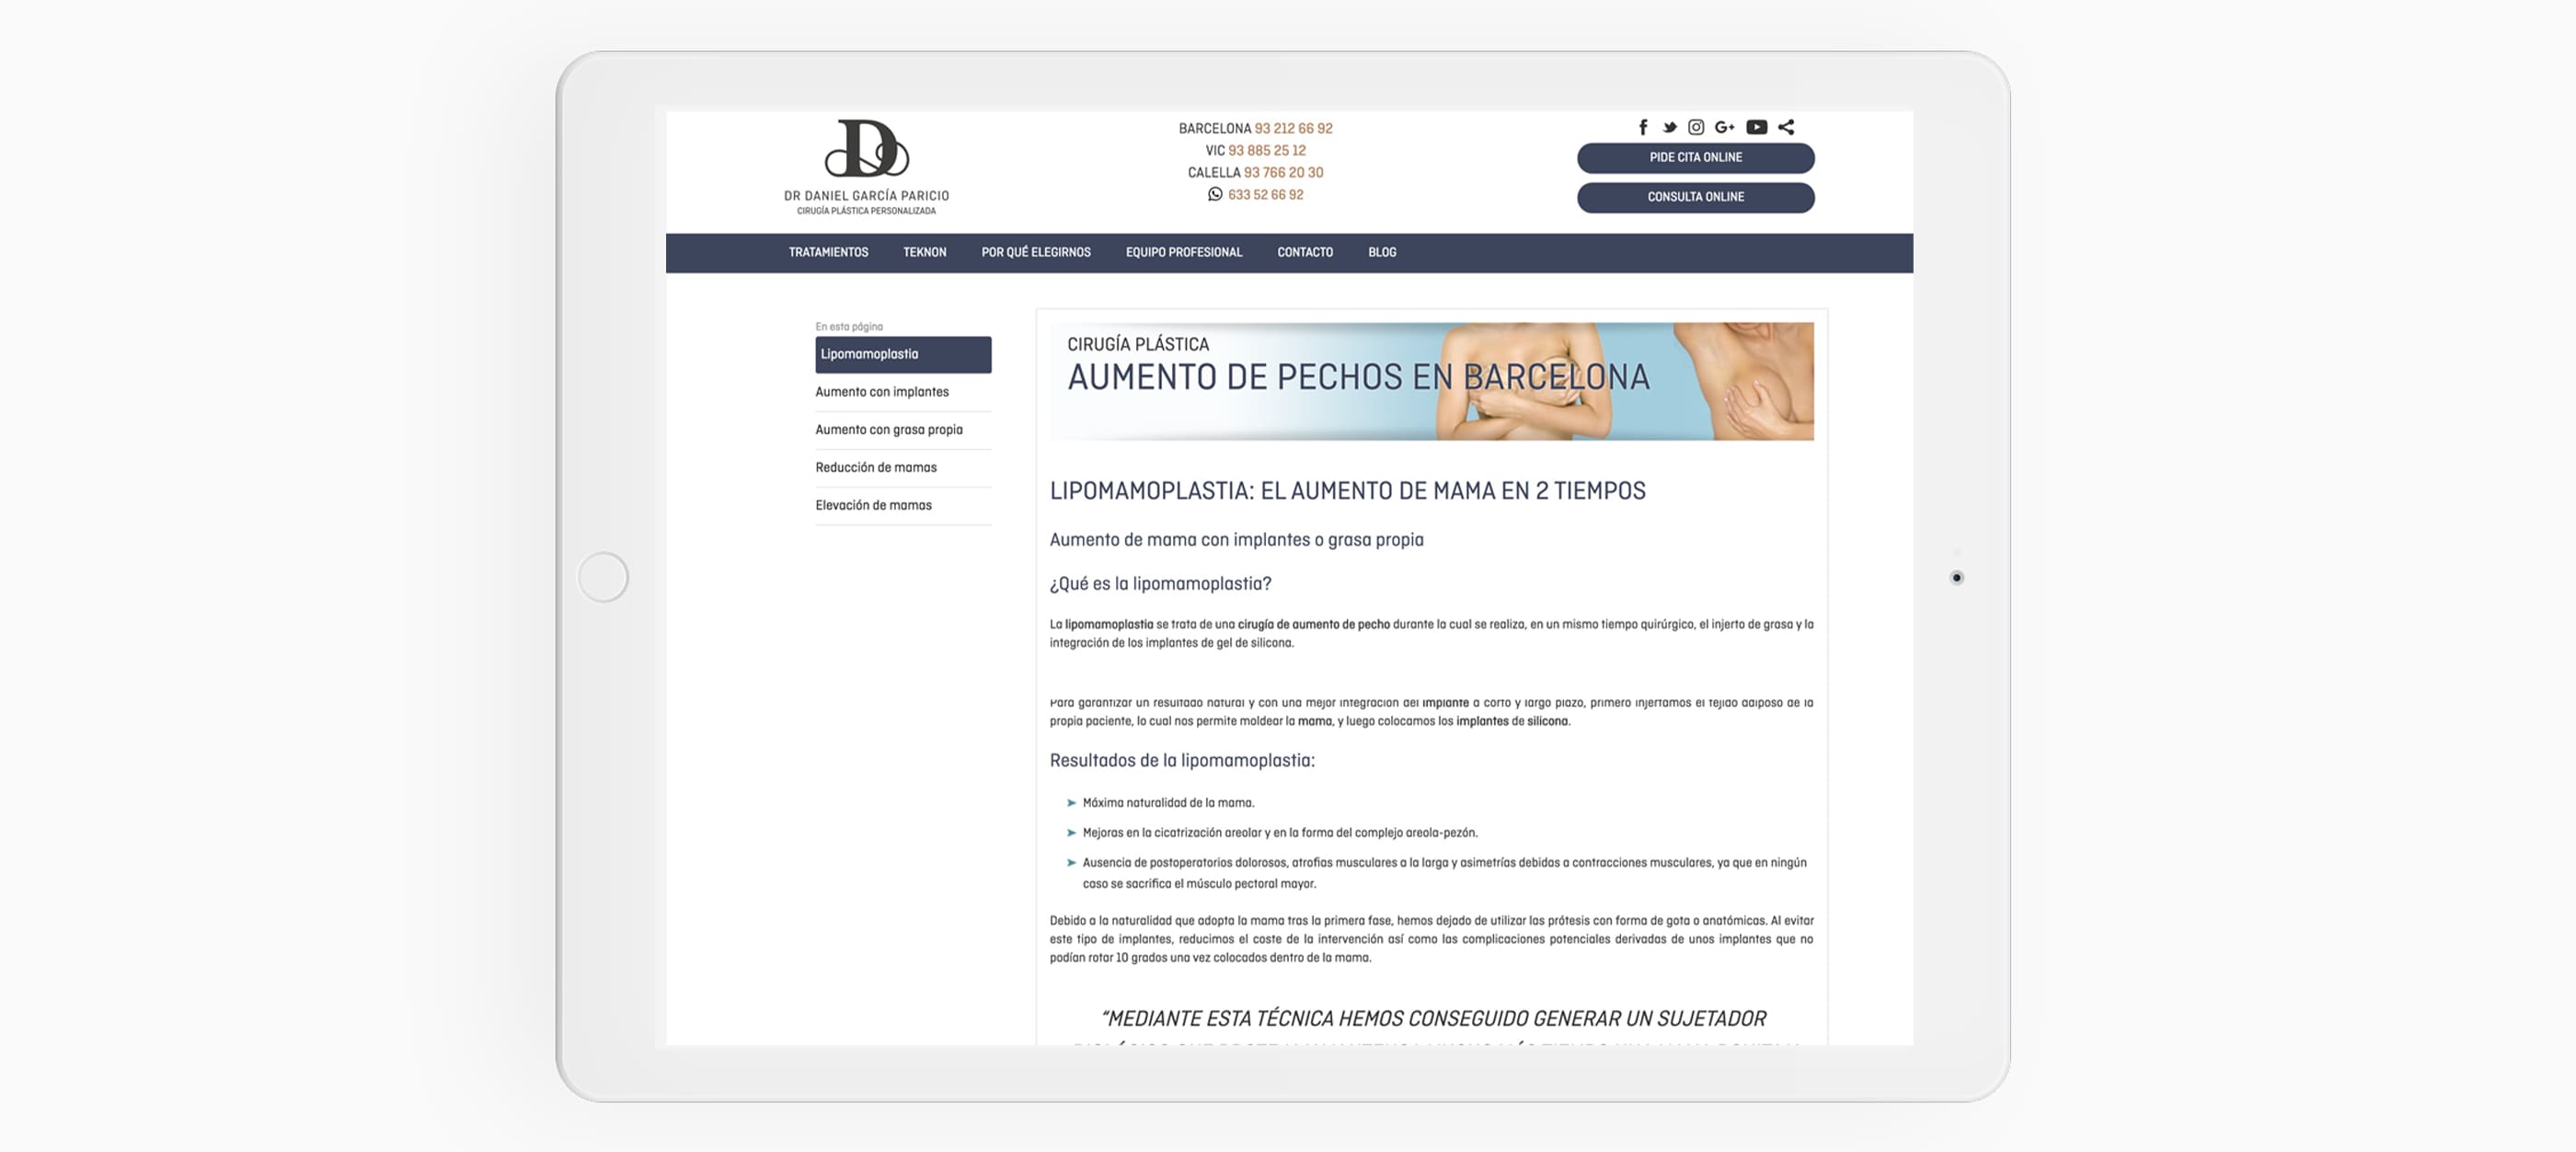 DR DANIEL GARCÍA PARICIO
CIRUGÍA PLÁSTICA PERSONALIZADA
BARCELONA 93 212 66 92
VIC 93 885 25 12
CALELLA 93 766 20 30
633 52 66 92
G+
PIDE CITA ONLINE
CONSULTA ONLINE
TRATAMIENTOS TEKNON POR QUÉ ELEGIRNOS EQUIPO PROFESIONAL CONTACTO BLOG
En esta página
Lipomamoplastia
Aumento con implantes
Aumento con grasa propia
Reducción de mamas
Elevación de mamas
CIRUGÍA PLÁSTICA
AUMENTO DE PECHOS EN BARCELONA
LIPOMAMOPLASTIA: EL AUMENTO DE MAMA EN 2 TIEMPOS
Aumento de mama con implantes o grasa propia
¿Qué es la lipomamoplastia?
La lipomamoplastia se trata de una cirugía de aumento de pecho durante la cual se realiza, en un mismo tiempo quirúrgico, el injerto de grasa y la
integración de los implantes de gel de silicona.
Para garantizar un resultado natural y con una mejor integración del implante a corto y largo plazo, primero injertamos el tejido adiposo de la
propia paciente, lo cual nos permite moldear la mama, y luego colocamos los implantes de silicona.
Resultados de la lipomamoplastia:
Máxima naturalidad de la mama.
Mejoras en la cicatrización areolar y en la forma del complejo areola-pezón.
Ausencia de postoperatorios dolorosos, atrofias musculares a la larga y asimetrías debidas a contracciones musculares, ya que en ningún
caso se sacrifica el músculo pectoral mayor.
Debido a la naturalidad que adopta la mama tras la primera fase, hemos dejado de utilizar las prótesis con forma de gota o anatómicas. Al evitar
este tipo de implantes, reducimos el coste de la intervención así como las complicaciones potenciales derivadas de unos implantes que no
podían rotar 10 grados una vez colocados dentro de la mama.
“MEDIANTE ESTA TÉCNICA HEMOS CONSEGUIDO GENERAR UN SUJETADOR